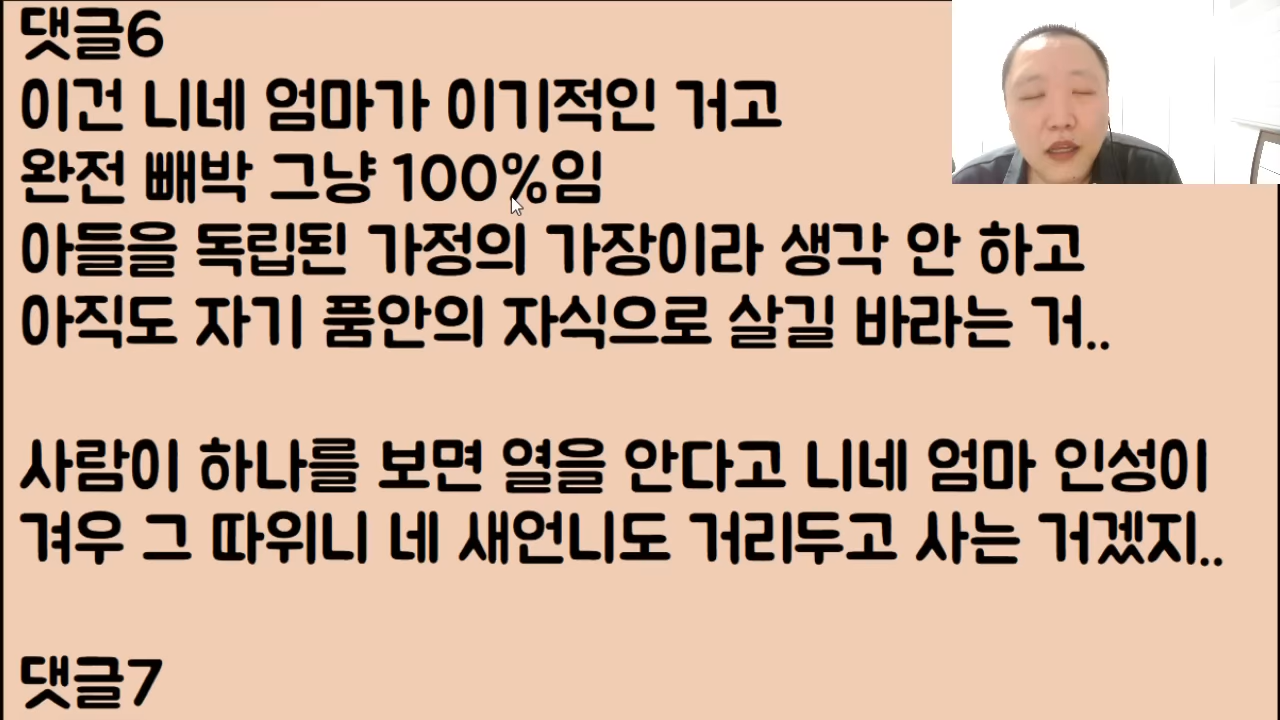 댓글6
이건 니네 엄마가 이기적인 거고
완전 빼박 그냥 100%임
아들을 독립된 가정의 가장이라 생각 안 하고
아직도 자기 품안의 자식으로 살길 바라는 거..
사람이 하나를 보면 열을 안다고 니네 엄마 인성이
겨우 그 따위니 네 새언니도 거리두고 사는 거겠지..
댓글7